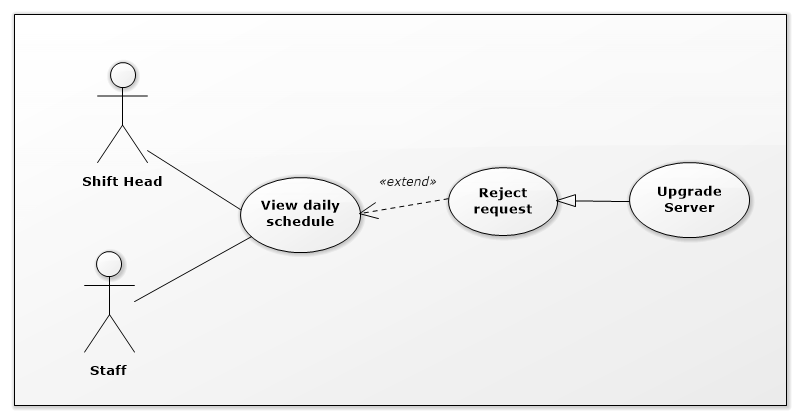 Shift Head
«extend»
View daily
schedule
Reject
request
Upgrade
Server
Staff